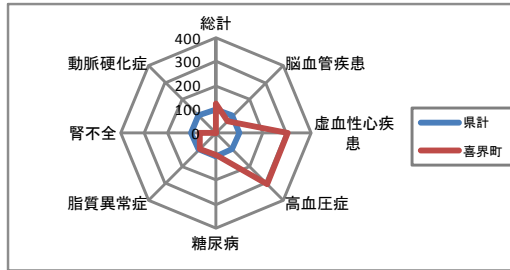 総計
脳血管疾患
虚血性心疾
患
高血圧症
糖尿病
脂質異常症
腎不全
動脈硬化症
400
300
200
100
0
県計
喜界町